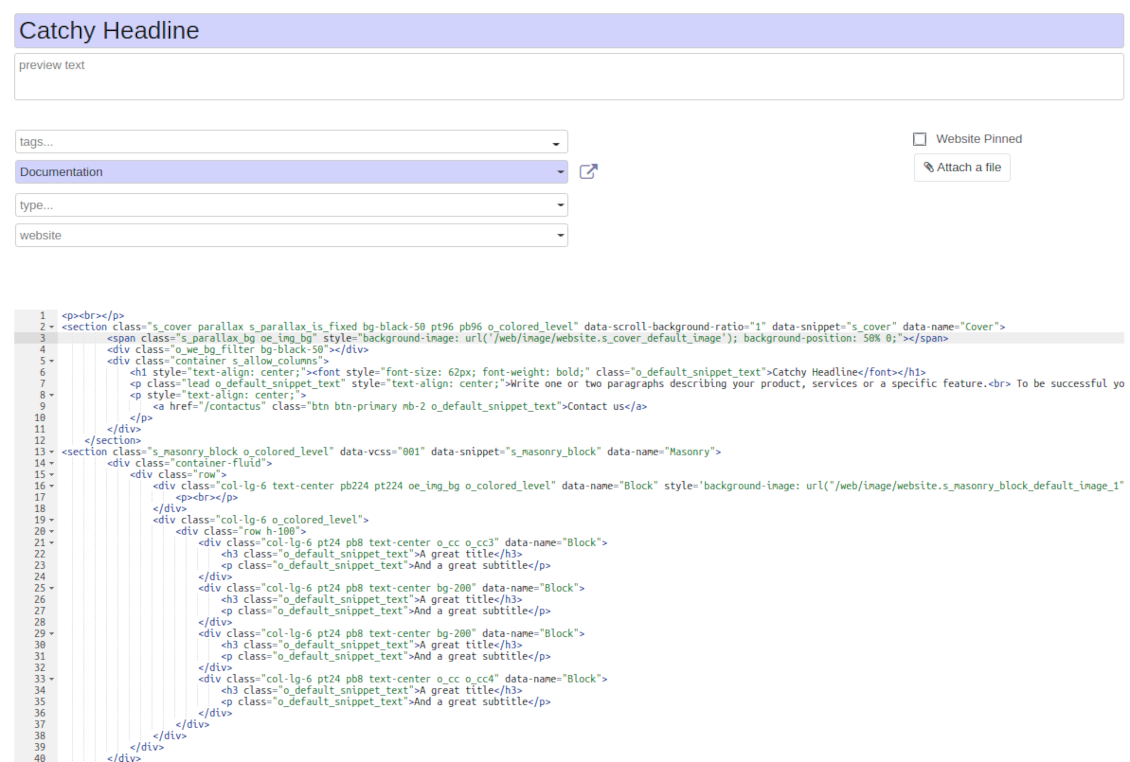 Catchy Headline
preview text
tags...
Website Pinned
Documentation
Attach a file
type...
website
1 <p><br></p>
2 <section class="s_cover parallax s_parallax_is_fixed bg-black-50 pt96 pb96 o_colored_level" data-scroll-background-ratio="1" data-snippet="s_cover" data-name="Cover">
3 <span class="s_parallax_bg oe_img_bg" style="background-image: url('/web/image/website.s_cover_default_image'); background-position: 50% 0;"></span>
4 <div class="o_we_bg_filter bg-black-50"></div>
5 <div class="container s_allow_columns">
6 <h1 style="text-align: center;"><font style="font-size: 62px; font-weight: bold;" class="o_default_snippet_text">Catchy Headline</font></h1>
7 <p class="lead o_default_snippet_text" style="text-align: center;">Write one or two paragraphs describing your product, services or a specific feature.<br> To be successful yo
8 <p style="text-align: center;">
9 <a href="/contactus" class="btn btn-primary mb-2 o_default_snippet_text">Contact us</a>
10 </p>
11 </div>
12 </section>
13 <section class="s_masonry_block o_colored_level" data-vcss="001" data-snippet="s_masonry_block" data-name="Masonry">
14 <div class="container-fluid">
15 <div class="row">
16 <div class="col-lg-6 text-center pb224 pt224 oe_img_bg o_colored_level" data-name="Block" style='background-image: url("/web/image/website.s_masonry_block_default_image_1"
17 <p><br></p>
18 </div>
19 <div class="col-lg-6 o_colored_level">
20 <div class="row h-100">
21 <div class="col-lg-6 pt24 pb8 text-center o_cc o_cc3" data-name="Block">
22 <h3 class="o_default_snippet_text">A great title</h3>
23 <p class="o_default_snippet_text">And a great subtitle</p>
24 </div>
25 <div class="col-lg-6 pt24 pb8 text-center bg-200" data-name="Block">
26 <h3 class="o_default_snippet_text">A great title</h3>
27 <p class="o_default_snippet_text">And a great subtitle</p>
28 </div>
29 <div class="col-lg-6 pt24 pb8 text-center bg-200" data-name="Block">
30 <h3 class="o_default_snippet_text">A great title</h3>
31 <p class="o_default_snippet_text">And a great subtitle</p>
32 </div>
33 <div class="col-lg-6 pt24 pb8 text-center o_cc o_cc4" data-name="Block">
34 <h3 class="o_default_snippet_text">A great title</h3>
35 <p class="o_default_snippet_text">And a great subtitle</p>
36 </div>
37 </div>
38 </div>
39 </div>
40 </div>